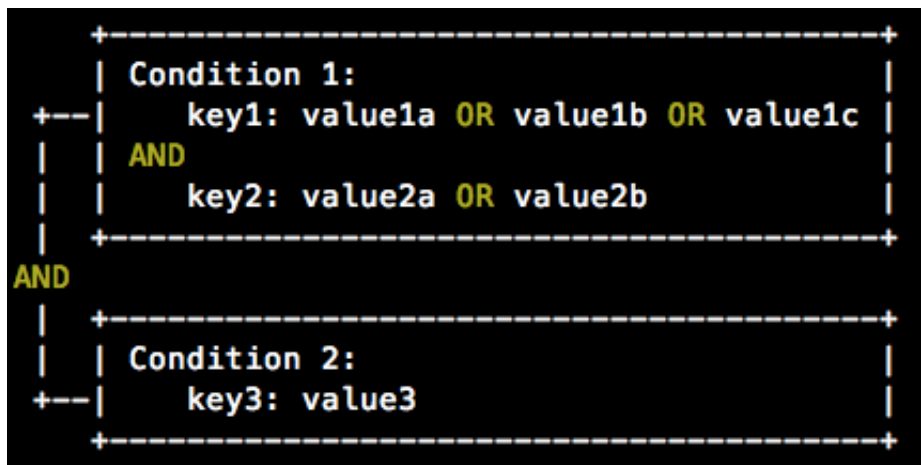 Condition 1:
key1: value1a OR value1b OR value1c
AND
key2: value2a OR value2b
AND
Condition 2:
key3: value3